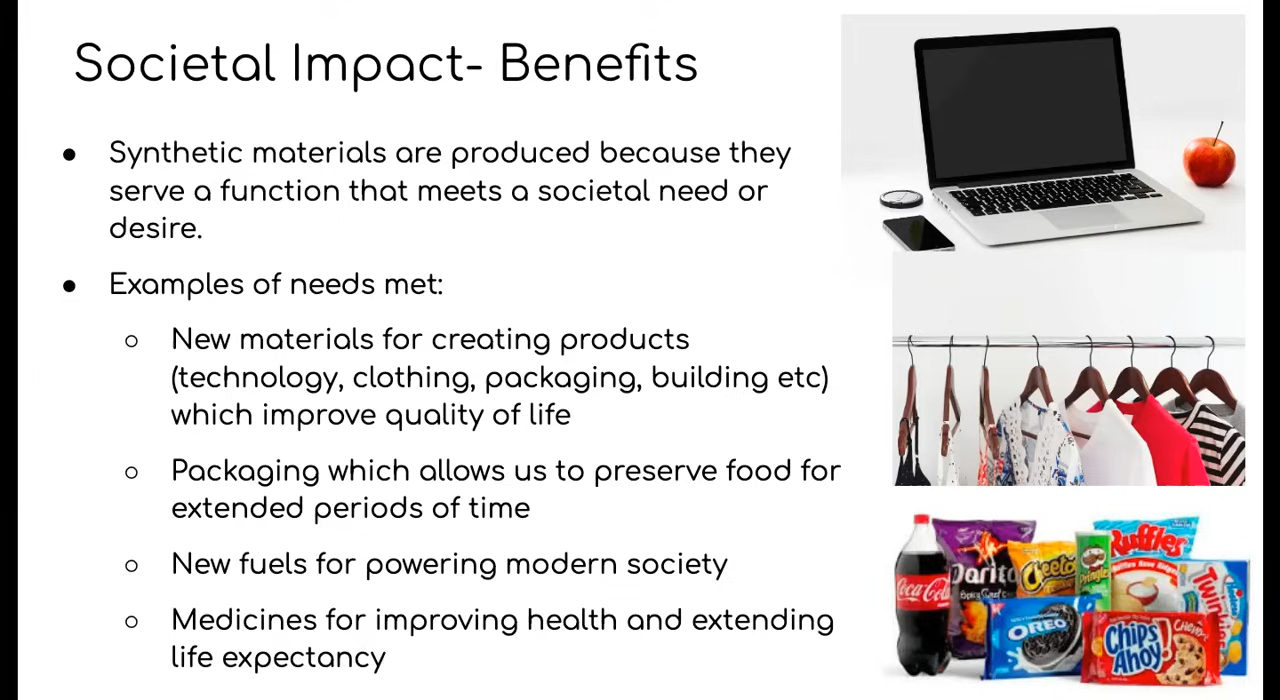 Societal Impact- Benefits
● Synthetic materials are produced because they
serve a function that meets a societal need or
desire.
● Examples of needs met:
○ New materials for creating products
(technology, clothing, packaging, building etc)
which improve quality of life
○ Packaging which allows us to preserve food for
extended periods of time
○ New fuels for powering modern society
○ Medicines for improving health and extending
life expectancy
Ruffles
Doritos
Cheetos
Pringles
Coca-Cola
Twinkies
OREO
Chips
Ahoy!